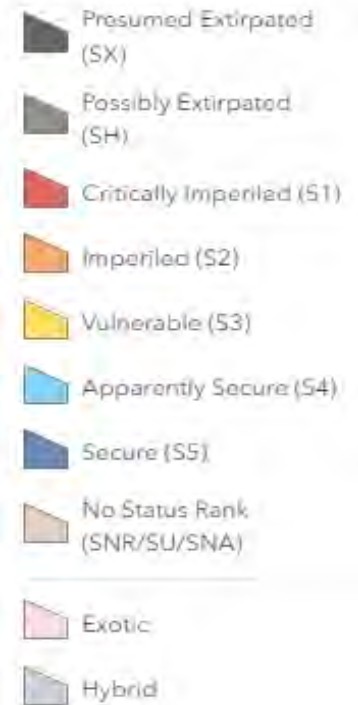 Presumed Extirpated
(SX)
Possibly Extirpated
(SH)
Critically Imperiled (S1)
Imperiled (S2)
Vulnerable (S3)
Apparently Secure (S4)
Secure (S5)
No Status Rank
(SNR/SU/SNA)
Exotic
Hybrid